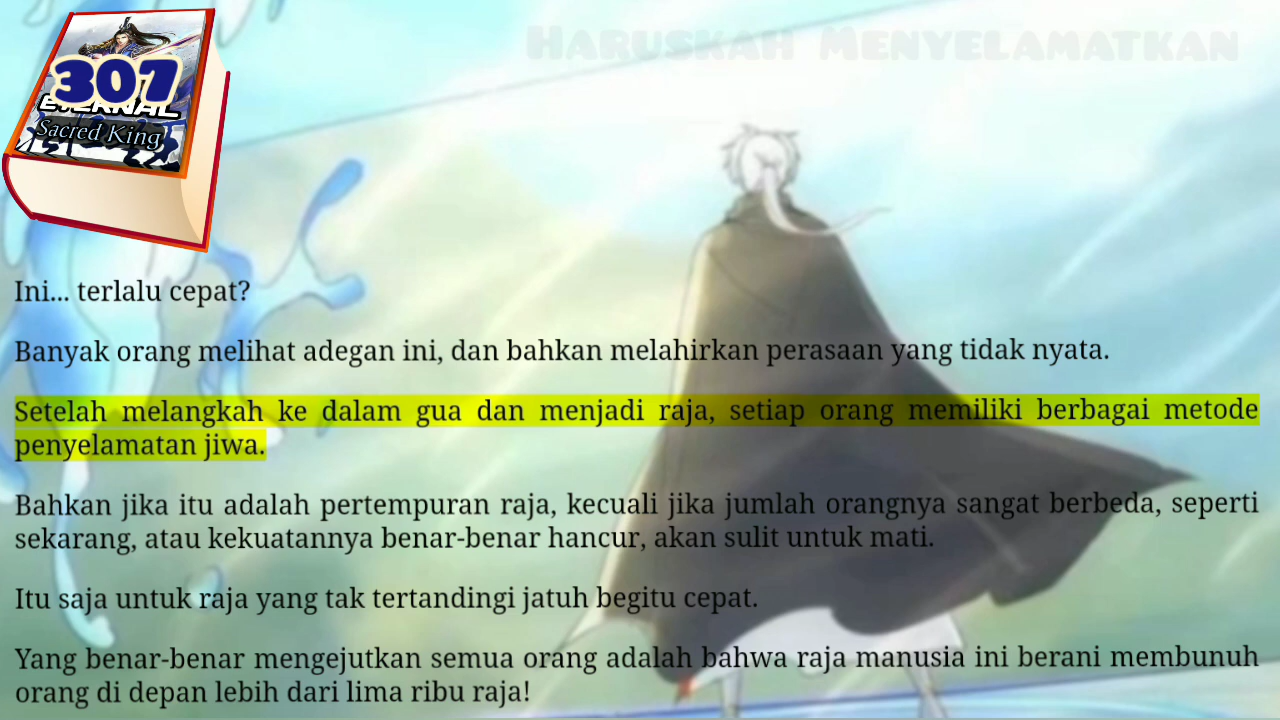 HARUSKAH MENYELAMATKAN
307
ETERNAL
Sacred King
Ini... terlalu cepat?
Banyak orang melihat adegan ini, dan bahkan melahirkan perasaan yang tidak nyata.
Setelah melangkah ke dalam gua dan menjadi raja, setiap orang memiliki berbagai metode
penyelamatan jiwa.
Bahkan jika itu adalah pertempuran raja, kecuali jika jumlah orangnya sangat berbeda, seperti
sekarang, atau kekuatannya benar-benar hancur, akan sulit untuk mati.
Itu saja untuk raja yang tak tertandingi jatuh begitu cepat.
Yang benar-benar mengejutkan semua orang adalah bahwa raja manusia ini berani membunuh
orang di depan lebih dari lima ribu raja!